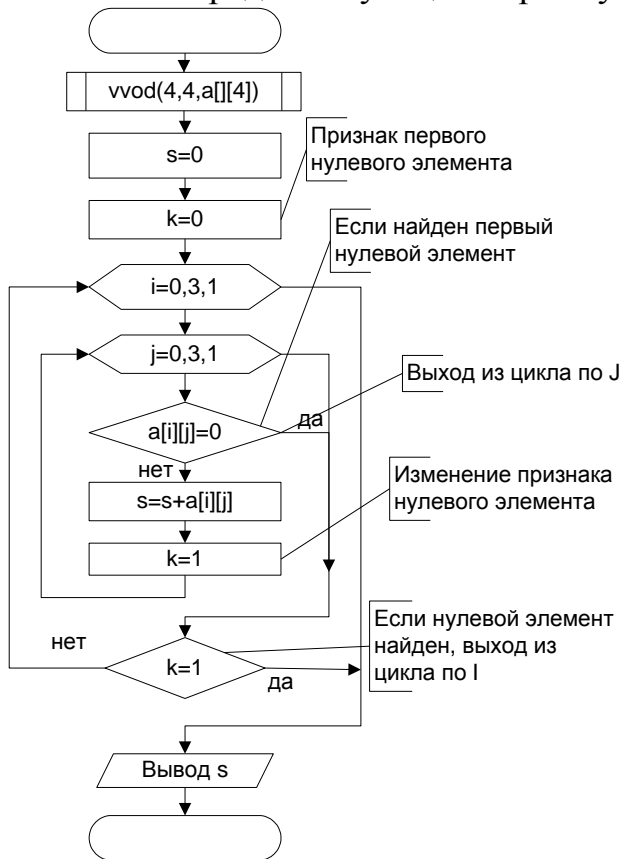 vvod(4,4,a[][4])
s=0
Признак первого
нулевого элемента
k=0
Если найден первый
нулевой элемент
i=0,3,1
j=0,3,1
Выход из цикла по J
a[i][j]=0
да
нет
s=s+a[i][j]
Изменение признака
нулевого элемента
k=1
Если нулевой элемент
найден, выход из
цикла по I
нет
k=1
да
Вывод s